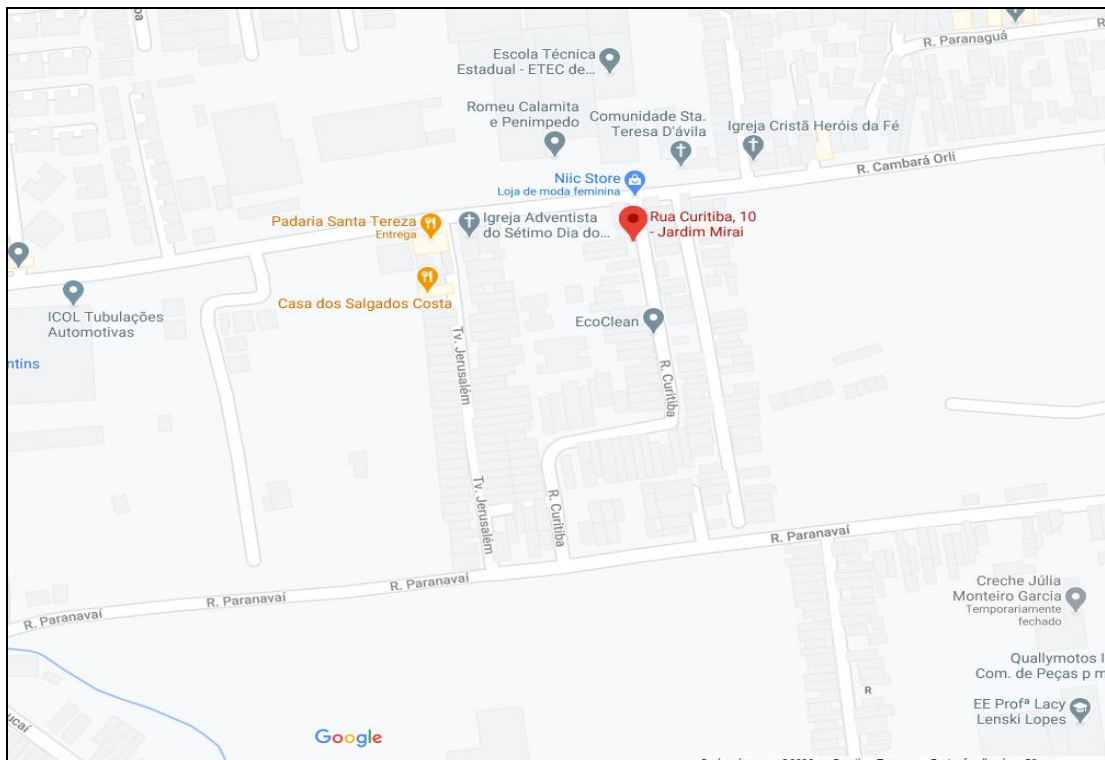 R. Paranaguá
Escola Técnica
Estadual - ETEC de...
Romeu Calamita
e Penimpedo
Comunidade Sta.
Teresa D'ávila
Igreja Cristã Heróis da Fé
R. Cambará Orli
Niic Store
Loja de moda feminina
Padaria Santa Tereza
Entrega
Igreja Adventista
do Sétimo Dia do...
Rua Curitiba, 10
- Jardim Mirai
Casa dos Salgados Costa
ICOL Tubulações
Automotivas
EcoClean
ntins
Tv. Jerusalém
R. Curitiba
Tv. Jerusalém
R. Curitiba
R. Paranavaí
R. Paranavaí
R. Paranavaí
R. Paranavaí
Creche Júlia
Monteiro Garcia
Temporariamente
fechado
Quallymotos I
Com. de Peças p m
R
EE Profª Lacy
Lenski Lopes
ucaí
Google